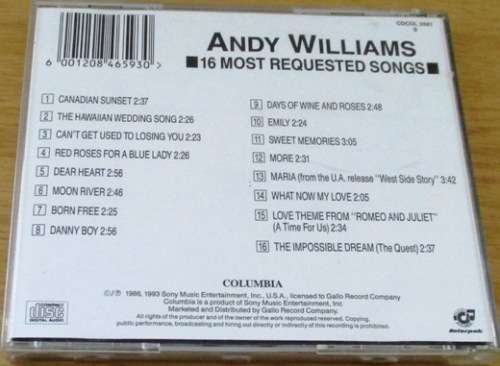 6 001208 465930 >
CDCOL 3981
S
ANDY WILLIAMS
16 MOST REQUESTED SONGS
1 CANADIAN SUNSET 2:37
2 THE HAWAIIAN WEDDING SONG 2:26
3 CAN'T GET USED TO LOSING YOU 2:23
4 RED ROSES FOR A BLUE LADY 2:26
5 DEAR HEART 2:56
6 MOON RIVER 2:46
7 BORN FREE 2:25
8 DANNY BOY 2:56
9 DAYS OF WINE AND ROSES 2:48
10 EMILY 2:24
11 SWEET MEMORIES 3:05
12 MORE 2:31
13 MARIA (from the U.A. release "West Side Story" 3:42
14 WHAT NOW MY LOVE 2:05
15 LOVE THEME FROM "ROMEO AND JULIET"
(A Time For Us) 2:34
16 THE IMPOSSIBLE DREAM (The Quest) 2:37
COLUMBIA
©/℗ 1986, 1993 Sony Music Entertainment, Inc., U.S.A., licensed to Gallo Record Company
Columbia is a product of Sony Music Entertainment, Inc.
Marketed and Distributed by Gallo Record Company.
All rights of the producer and of the owner of the work reproduced reserved. Copying,
public performance, broadcasting and hiring out directly or indirectly of this recording is prohibited.
COMPACT
disc
DIGITAL AUDIO
Interpak